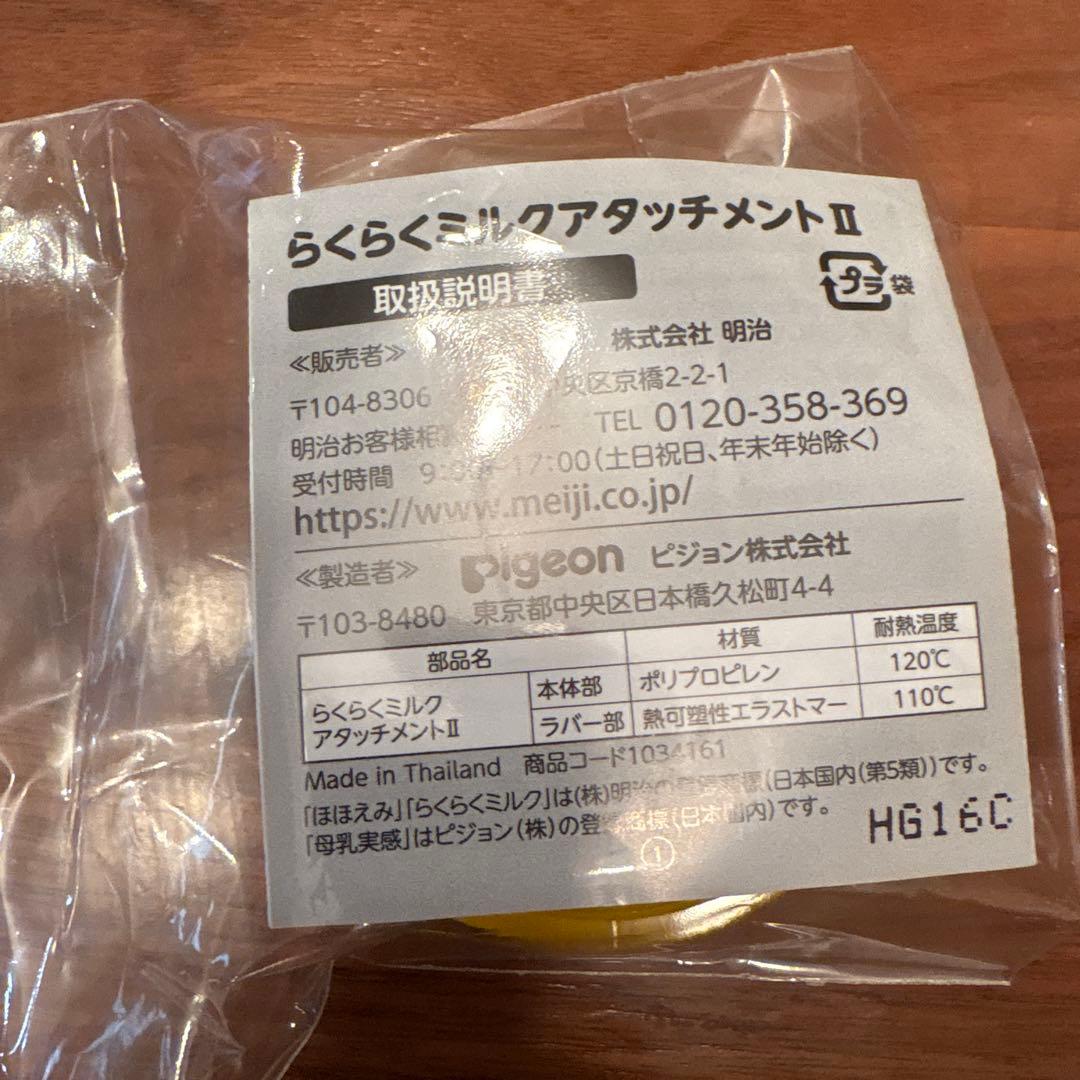 らくらくミルクアタッチメントⅡ
取扱説明書
プラ 袋
≪販売者≫ 株式会社 明治
〒104-8306 中央区京橋2-2-1
明治お客様相談 TEL 0120-358-369
受付時間 9:00~17:00(土日祝日、年末年始除く)
https://www.meiji.co.jp/
≪製造者≫ Pigeon ピジョン株式会社
〒103-8480 東京都中央区日本橋久松町4-4
部品名 材質 耐熱温度
らくらくミルクアタッチメントⅡ 本体部 ポリプロピレン 120℃
ラバー部 熱可塑性エラストマー 110℃
Made in Thailand 商品コード1034161
「ほほえみ」「らくらくミルク」は(株)明治の登録商標(日本国内(第5類))です。
「母乳実感」はピジョン(株)の登録商標(日本国内)です。
HG16C
①